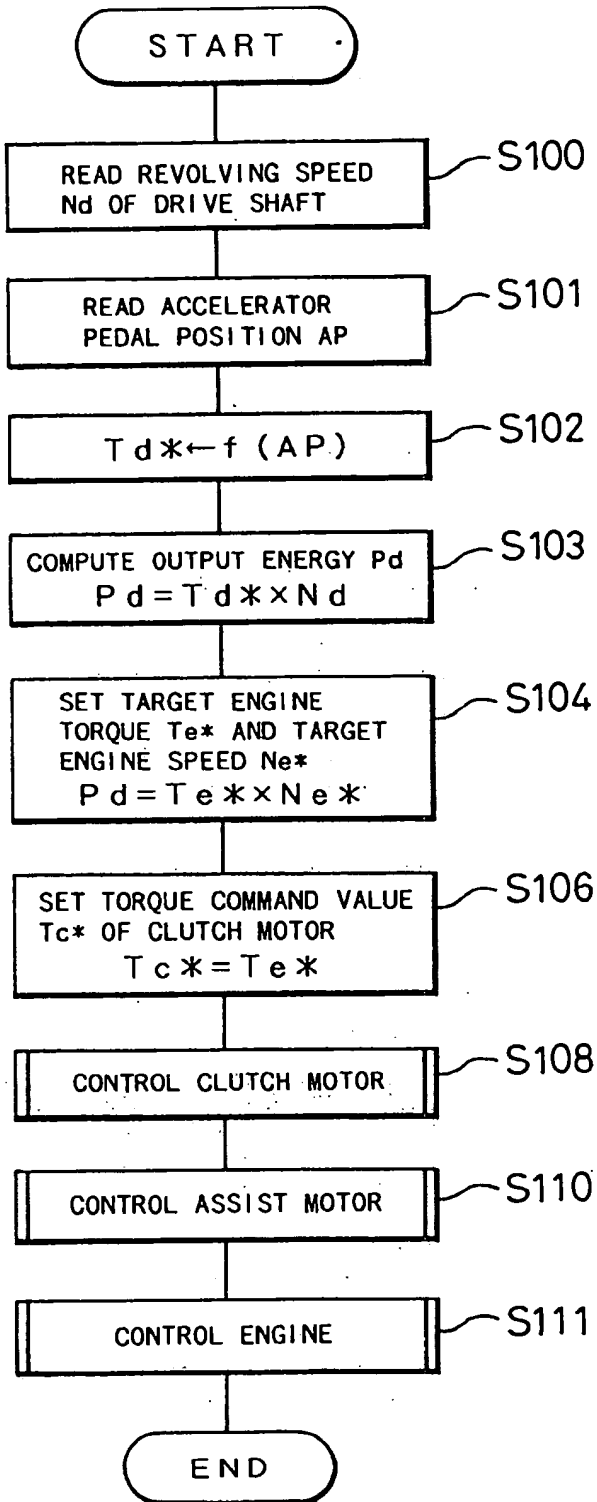 START
READ REVOLVING SPEED
Nd OF DRIVE SHAFT
S100
READ ACCELERATOR
PEDAL POSITION AP
S101
Td*←f (AP)
S102
COMPUTE OUTPUT ENERGY Pd
Pd=Td*×Nd
S103
SET TARGET ENGINE
TORQUE Te* AND TARGET
ENGINE SPEED Ne*
Pd=Te*×Ne*
S104
SET TORQUE COMMAND VALUE
Tc* OF CLUTCH MOTOR
Tc*=Te*
S106
CONTROL CLUTCH MOTOR
S108
CONTROL ASSIST MOTOR
S110
CONTROL ENGINE
S111
END